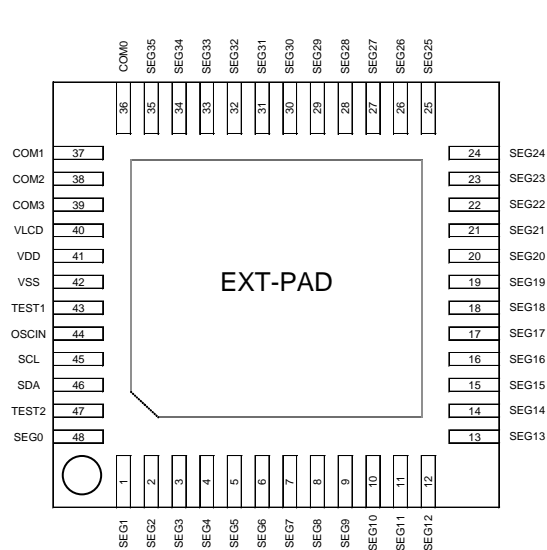 COM0 SEG35 SEG34 SEG33 SEG32 SEG31 SEG30 SEG29 SEG28 SEG27 SEG26 SEG25
36 35 34 33 32 31 30 29 28 27 26 25
COM1 37 24 SEG24
COM2 38 23 SEG23
COM3 39 22 SEG22
VLCD 40 21 SEG21
VDD 41 20 SEG20
EXT-PAD
VSS 42 19 SEG19
TEST1 43 18 SEG18
OSCIN 44 17 SEG17
SCL 45 16 SEG16
SDA 46 15 SEG15
TEST2 47 14 SEG14
SEG0 48 13 SEG13
1 2 3 4 5 6 7 8 9 10 11 12
SEG1 SEG2 SEG3 SEG4 SEG5 SEG6 SEG7 SEG8 SEG9 SEG10 SEG11 SEG12